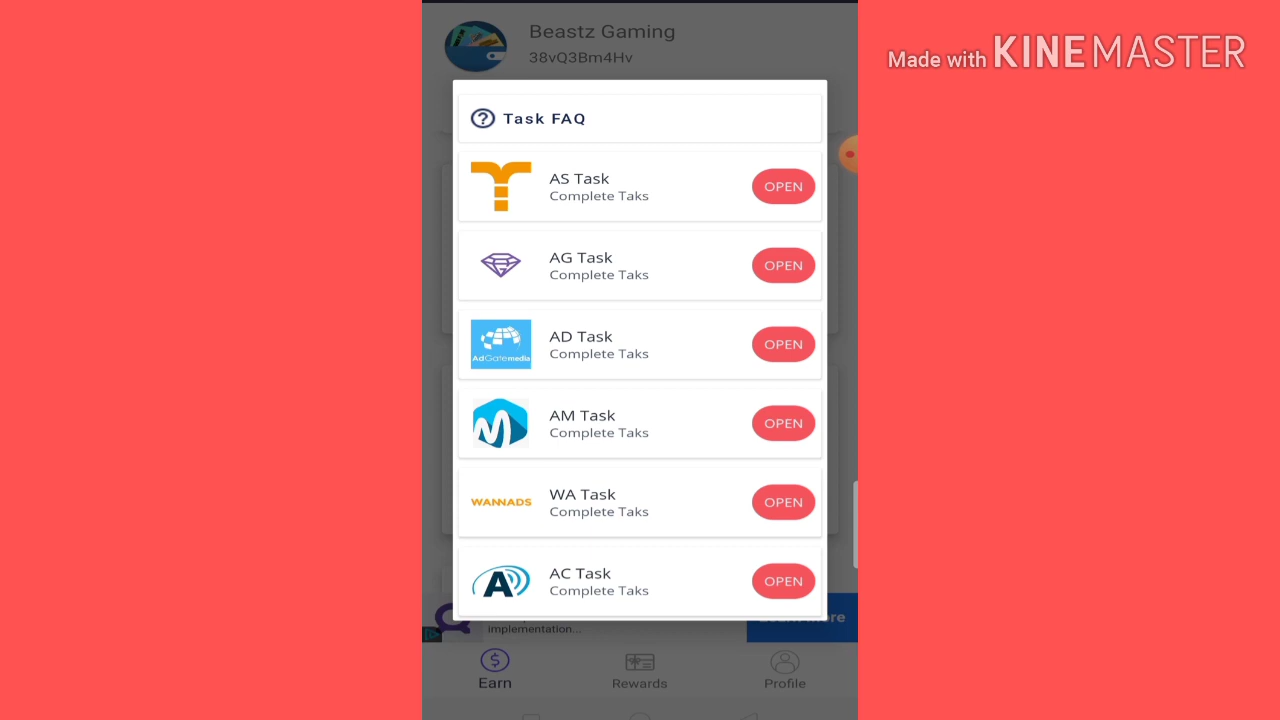 Beastz Gaming
38vQ3Bm4Hv
Made with KINEMASTER
Task FAQ
AS Task
Complete Taks
OPEN
AG Task
Complete Taks
OPEN
AdGatemedia
AD Task
Complete Taks
OPEN
AM Task
Complete Taks
OPEN
WANNADS
WA Task
Complete Taks
OPEN
AC Task
Complete Taks
OPEN
implementation...
Earn
Rewards
Profile